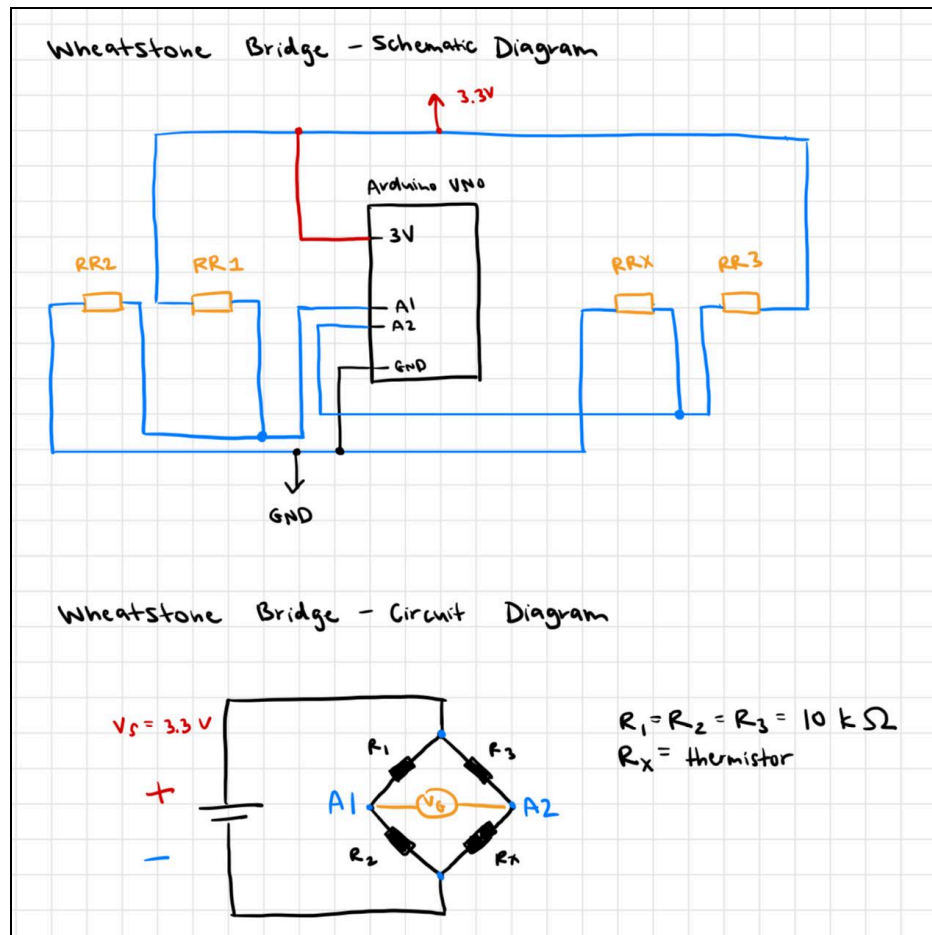 Wheatstone Bridge - Schematic Diagram
3.3V
Arduino UNO
3V
RR2 RR1 RRX RR3
A1
A2
GND
GND
Wheatstone Bridge - Circuit Diagram
Vs = 3.3 V
R1 = R2 = R3 = 10 kΩ
Rx = thermistor
R1 R3
+
A1 VG A2
-
R2 Rx